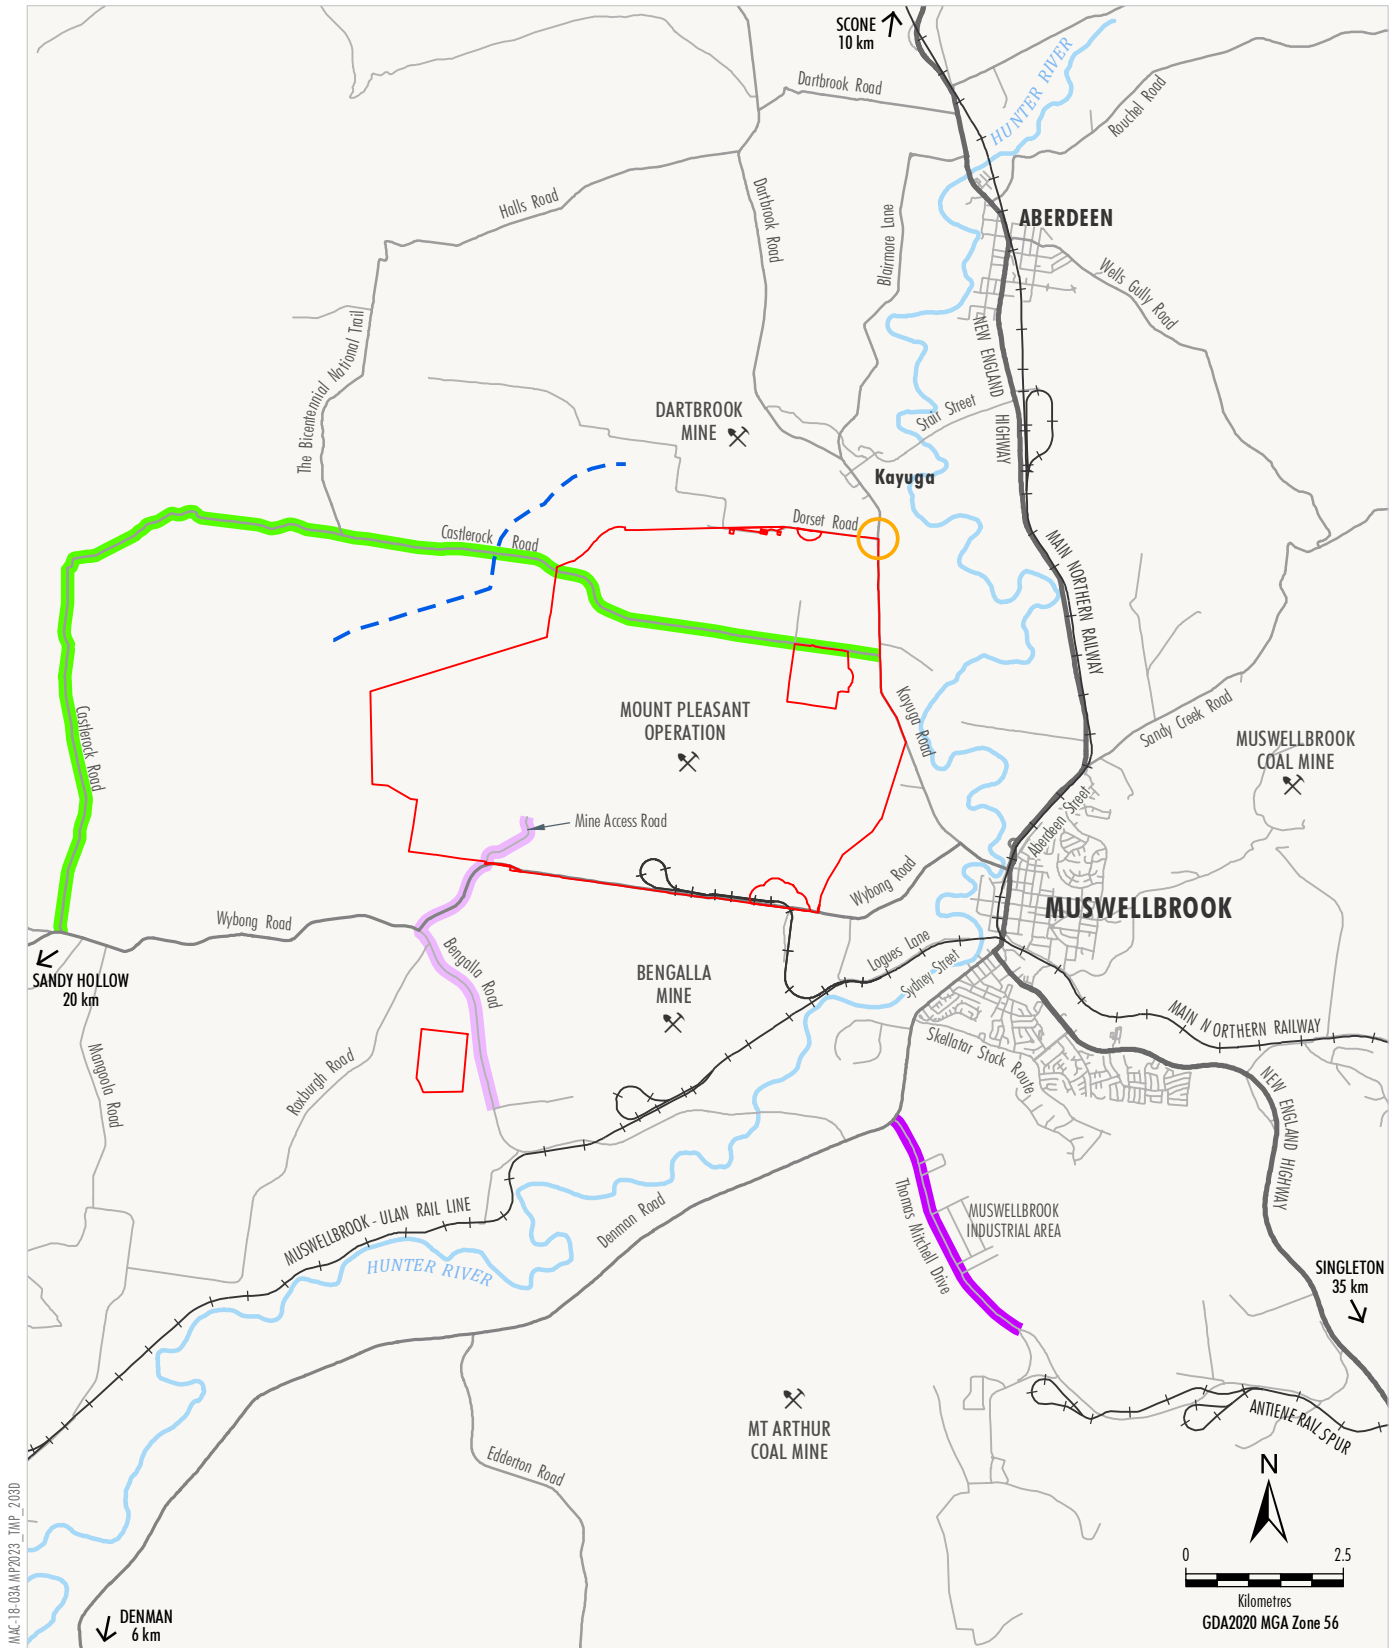 SCONE
10 km
HUNTER RIVER
Dartbrook Road
Rouchel Road
Halls Road
Dartbrook Road
Blairmore Lane
ABERDEEN
Wells Gully Road
The Bicentennial National Trail
NEW ENGLAND HIGHWAY
DARTBROOK
MINE
Stair Street
Kayuga
Dorset Road
Castlerock Road
MAIN NORTHERN RAILWAY
Castlerock Road
MOUNT PLEASANT
OPERATION
Kayuga Road
Sandy Creek Road
MUSWELLBROOK
COAL MINE
Mine Access Road
Aberdeen Street
Wybong Road
MUSWELLBROOK
Wybong Road
Bengalla Road
Logues Lane
Sydney Street
SANDY HOLLOW
20 km
BENGALLA
MINE
MAIN NORTHERN RAILWAY
Skellatar Stock Route
Mangoola Road
Roxburgh Road
NEW ENGLAND HIGHWAY
Thomas Mitchell Drive
MUSWELLBROOK
INDUSTRIAL AREA
MUSWELLBROOK - ULAN RAIL LINE
Denman Road
HUNTER RIVER
SINGLETON
35 km
MT ARTHUR
COAL MINE
ANTIENE RAIL SPUR
Edderton Road
N
0 2.5
Kilometres
GDA2020 MGA Zone 56
DENMAN
6 km
MAC-18-03A MP2023_TMP_203D